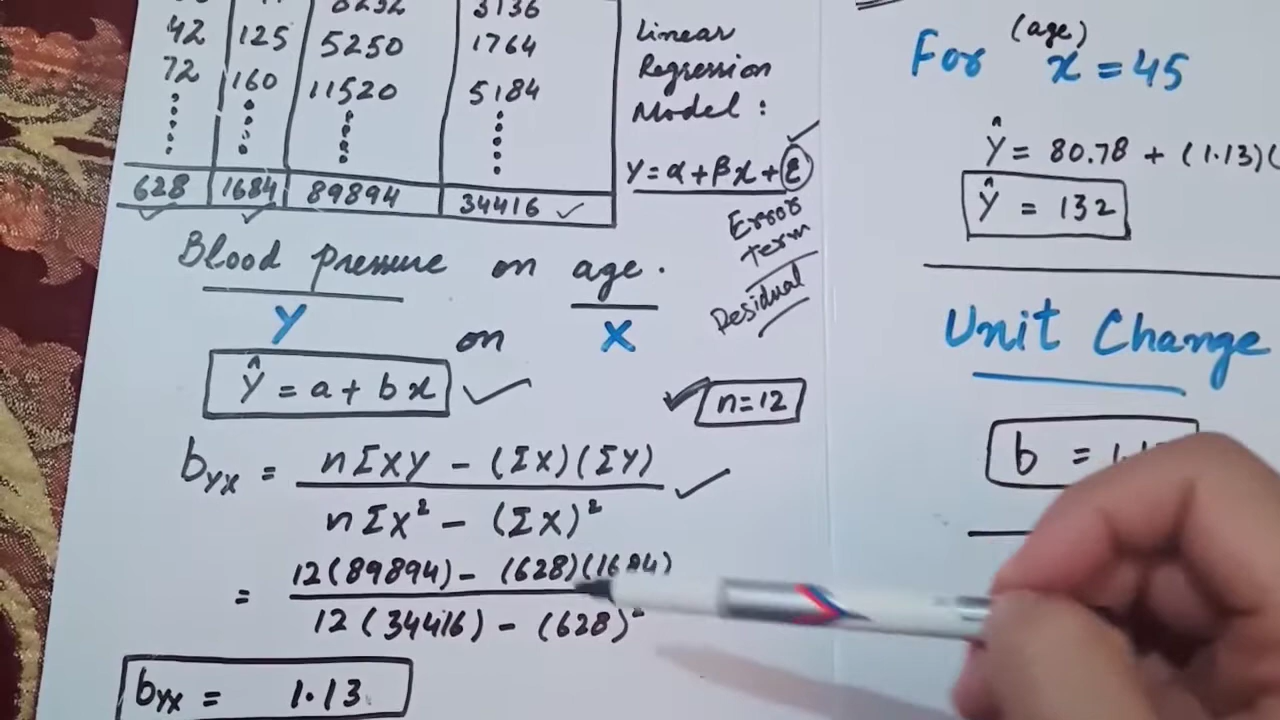 8232 3136
42 125 5250 1764
72 160 11520 5184
628 1684 89894 34416
Linear
Regression
Model :
Y = α + βx + ε
Error
term
Residual
Blood pressure on age.
Y on X
Ŷ = a + bx
n = 12
bYX = nΣXY - (ΣX)(ΣY)
nΣX² - (ΣX)²
= 12(89894) - (628)(1684)
12(34416) - (628)²
bYX = 1.13
(age)
For x = 45
Ŷ = 80.78 + (1.13)(
Ŷ = 132
Unit Change
b =